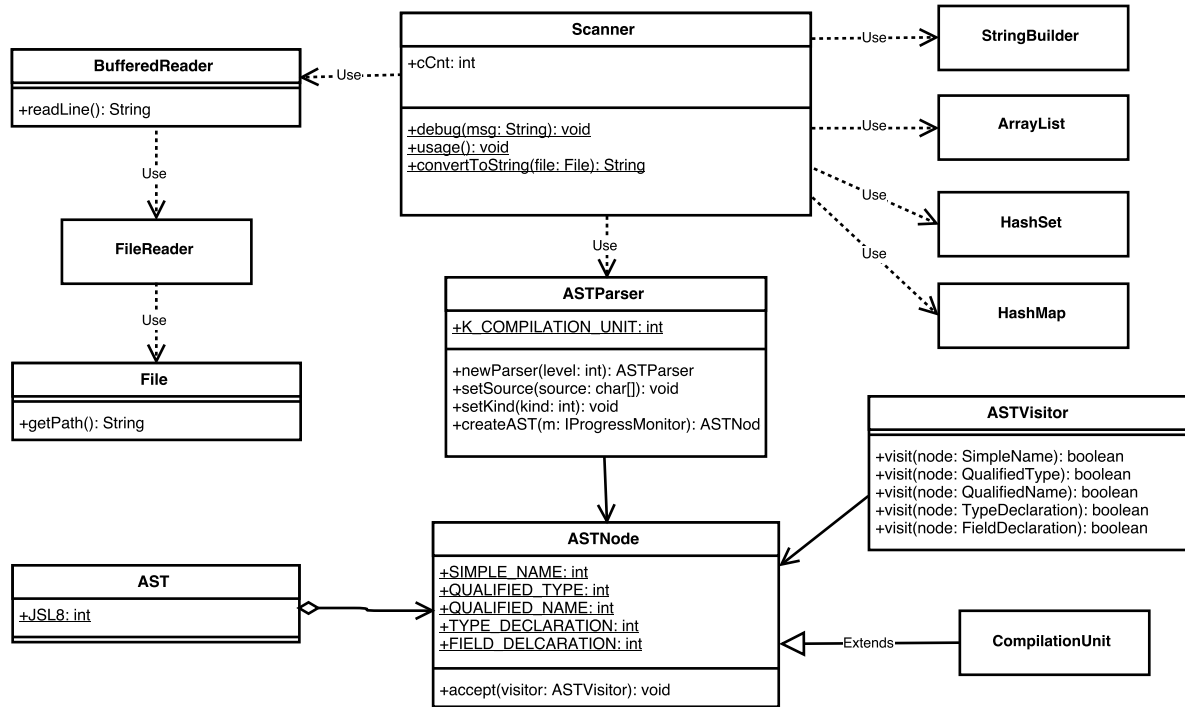 Scanner
+cCnt: int
+debug(msg: String): void
+usage(): void
+convertToString(file: File): String
BufferedReader
+readLine(): String
Use
Use
FileReader
Use
File
+getPath(): String
Use
StringBuilder
Use
ArrayList
Use
HashSet
Use
HashMap
Use
ASTParser
+K_COMPILATION_UNIT: int
+newParser(level: int): ASTParser
+setSource(source: char[]): void
+setKind(kind: int): void
+createAST(m: IProgressMonitor): ASTNod
ASTVisitor
+visit(node: SimpleName): boolean
+visit(node: QualifiedType): boolean
+visit(node: QualifiedName): boolean
+visit(node: TypeDeclaration): boolean
+visit(node: FieldDeclaration): boolean
AST
+JSL8: int
ASTNode
+SIMPLE_NAME: int
+QUALIFIED_TYPE: int
+QUALIFIED_NAME: int
+TYPE_DECLARATION: int
+FIELD_DELCARATION: int
+accept(visitor: ASTVisitor): void
Extends
CompilationUnit